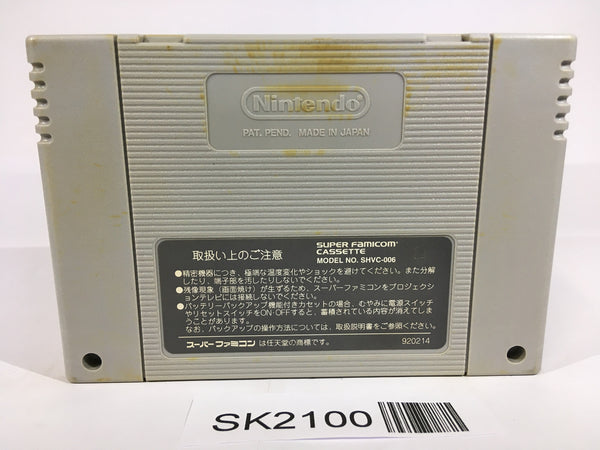 Nintendo
PAT. PEND. MADE IN JAPAN
取扱い上のご注意
SUPER FAMICOM
CASSETTE
MODEL NO. SHVC-006
●精密機器につき、極端な温度変化やショックを避けてください。また分解
したり、端子部を汚したりしないでください。
●残像現象（画面焼け）が生ずるため、スーパーファミコンをプロジェクシ
ョンテレビには接続しないでください。
●バッテリーバックアップ機能付きカセットの場合、むやみに電源スイッチ
やリセットスイッチをON・OFFすると、蓄積されている内容が消えてしま
うことがあります。
なお、バックアップの操作方法については、取扱説明書をご参照ください。
スーパーファミコンは任天堂の商標です。
920214
SK2100